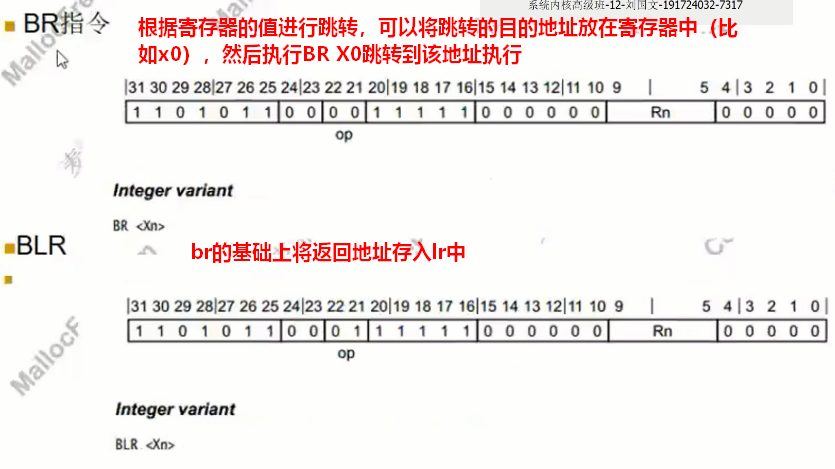 系统内核高级班-12-刘国文-191724032-7317
BR指令
根据寄存器的值进行跳转，可以将跳转的目的地址放在寄存器中（比
如x0），然后执行BR X0跳转到该地址执行
MallocFree
|31 30 29 28|27 26 25 24|23 22 21 20|19 18 17 16|15 14 13 12|11 10 9 | 5 4|3 2 1 0|
1 1 0 1 0 1 1 0 0 0 0 1 1 1 1 1 0 0 0 0 0 0 Rn 0 0 0 0 0
op
Integer variant
BR <Xn>
BLR
br的基础上将返回地址存入lr中
|31 30 29 28|27 26 25 24|23 22 21 20|19 18 17 16|15 14 13 12|11 10 9 | 5 4|3 2 1 0|
1 1 0 1 0 1 1 0 0 0 1 1 1 1 1 1 0 0 0 0 0 0 Rn 0 0 0 0 0
op
MallocF
Integer variant
BLR <Xn>